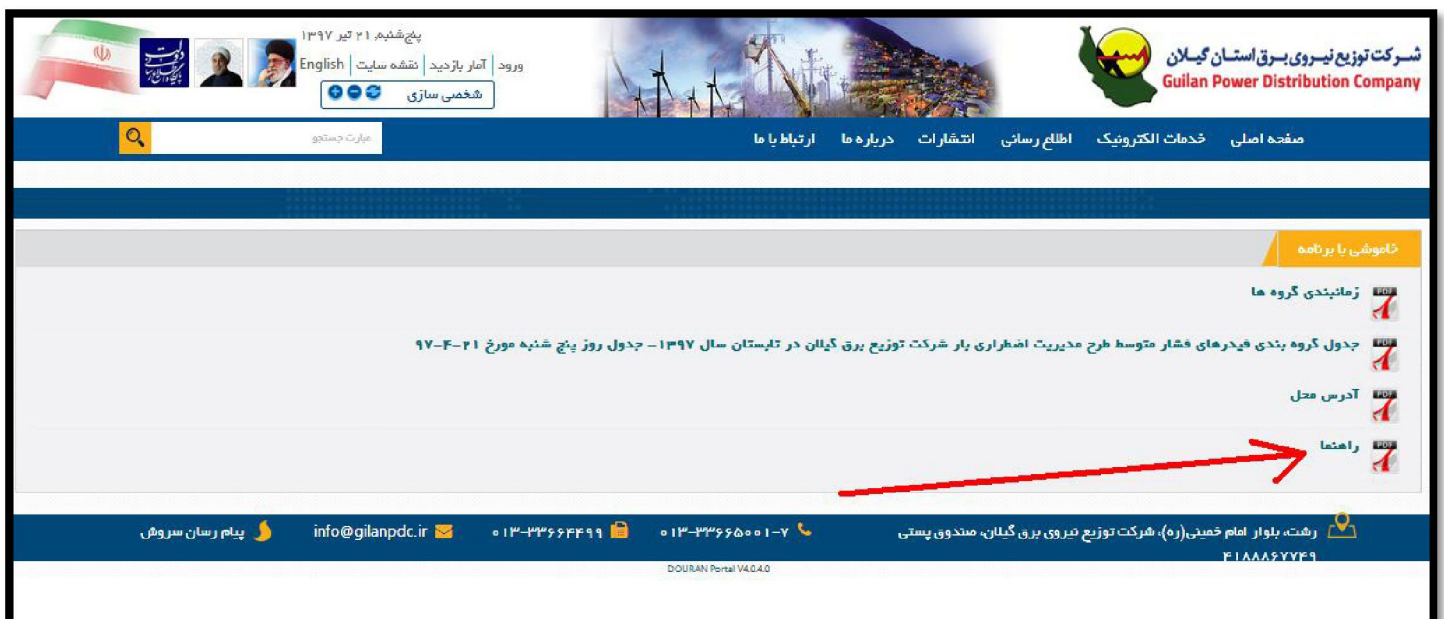 شرکت توزیع نیروی برق استان گیلان
Guilan Power Distribution Company
پنج‌شنبه, ۲۱ تیر ۱۳۹۷
ورود | آمار بازدید | نقشه سایت | English
شخصی سازی
صفحه اصلی خدمات الکترونیک اطلاع رسانی انتشارات درباره ما ارتباط با ما
عبارت جستجو
خاموشی با برنامه
زمانبندی گروه ها
جدول گروه بندی فیدرهای فشار متوسط طرح مدیریت اضطراری بار شرکت توزیع برق گیلان در تابستان سال ۱۳۹۷- جدول روز پنج شنبه مورخ ۲۱-۴-۹۷
آدرس محل
راهنما
رشت، بلوار امام خمینی(ره)، شرکت توزیع نیروی برق گیلان، صندوق پستی
۴۱۸۸۸۶۷۷۴۹
۰۱۳-۳۳۶۶۵۰۰۱-۷
۰۱۳-۳۳۶۶۴۴۹۹
info@gilanpdc.ir
پیام رسان سروش
DOURAN Portal V4.0.4.0